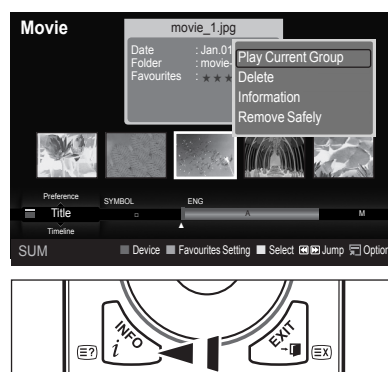 Movie
movie_1.jpg
Date : Jan.01
Folder : movie-
Favourites : ★★★
Play Current Group
Delete
Information
Remove Safely
Preference
Title
Timeline
SYMBOL ENG
A M
SUM Device Favourites Setting Select Jump Option
INFO
i
EXIT